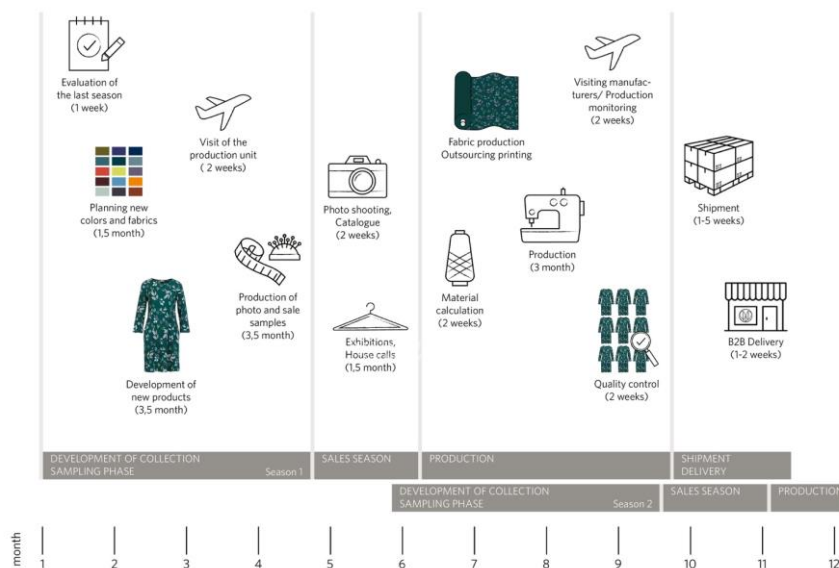 Evaluation of
the last season
(1 week)
Visit of the
production unit
( 2 weeks)
Planning new
colors and fabrics
(1,5 month)
Production of
photo and sale
samples
(3,5 month)
Development of
new products
(3,5 month)
Photo shooting,
Catalogue
(2 weeks)
Exhibitions,
House calls
(1,5 month)
Fabric production
Outsourcing printing
Visiting manufac-
turers/ Production
monitoring
(2 weeks)
Material
calculation
(2 weeks)
Production
(3 month)
Quality control
(2 weeks)
Shipment
(1-5 weeks)
B2B Delivery
(1-2 weeks)
DEVELOPMENT OF COLLECTION
SAMPLING PHASE Season 1
SALES SEASON
PRODUCTION
SHIPMENT
DELIVERY
DEVELOPMENT OF COLLECTION
SAMPLING PHASE Season 2
SALES SEASON
PRODUCTION
month
1 2 3 4 5 6 7 8 9 10 11 12